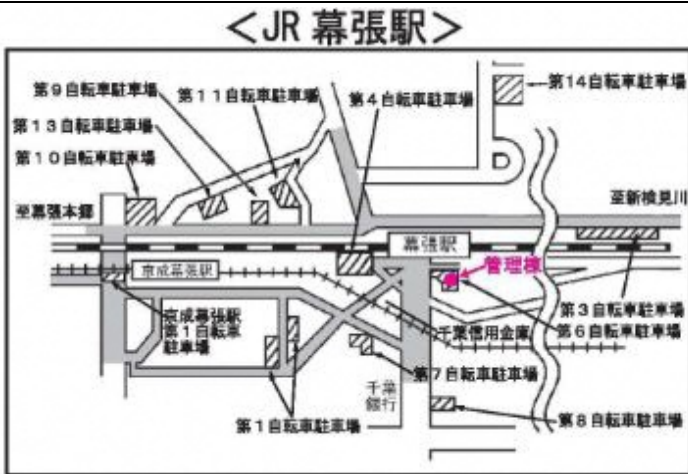 ＜JR 幕張駅＞
第9自転車駐車場
第11自転車駐車場
第4自転車駐車場
第14自転車駐車場
第13自転車駐車場
第10自転車駐車場
至幕張本郷
至新検見川
幕張駅
京成幕張駅
管理棟
京成幕張駅
第1自転車
駐車場
千葉信用金庫
第3自転車駐車場
第6自転車駐車場
第7自転車駐車場
千葉
銀行
第1自転車駐車場
第8自転車駐車場